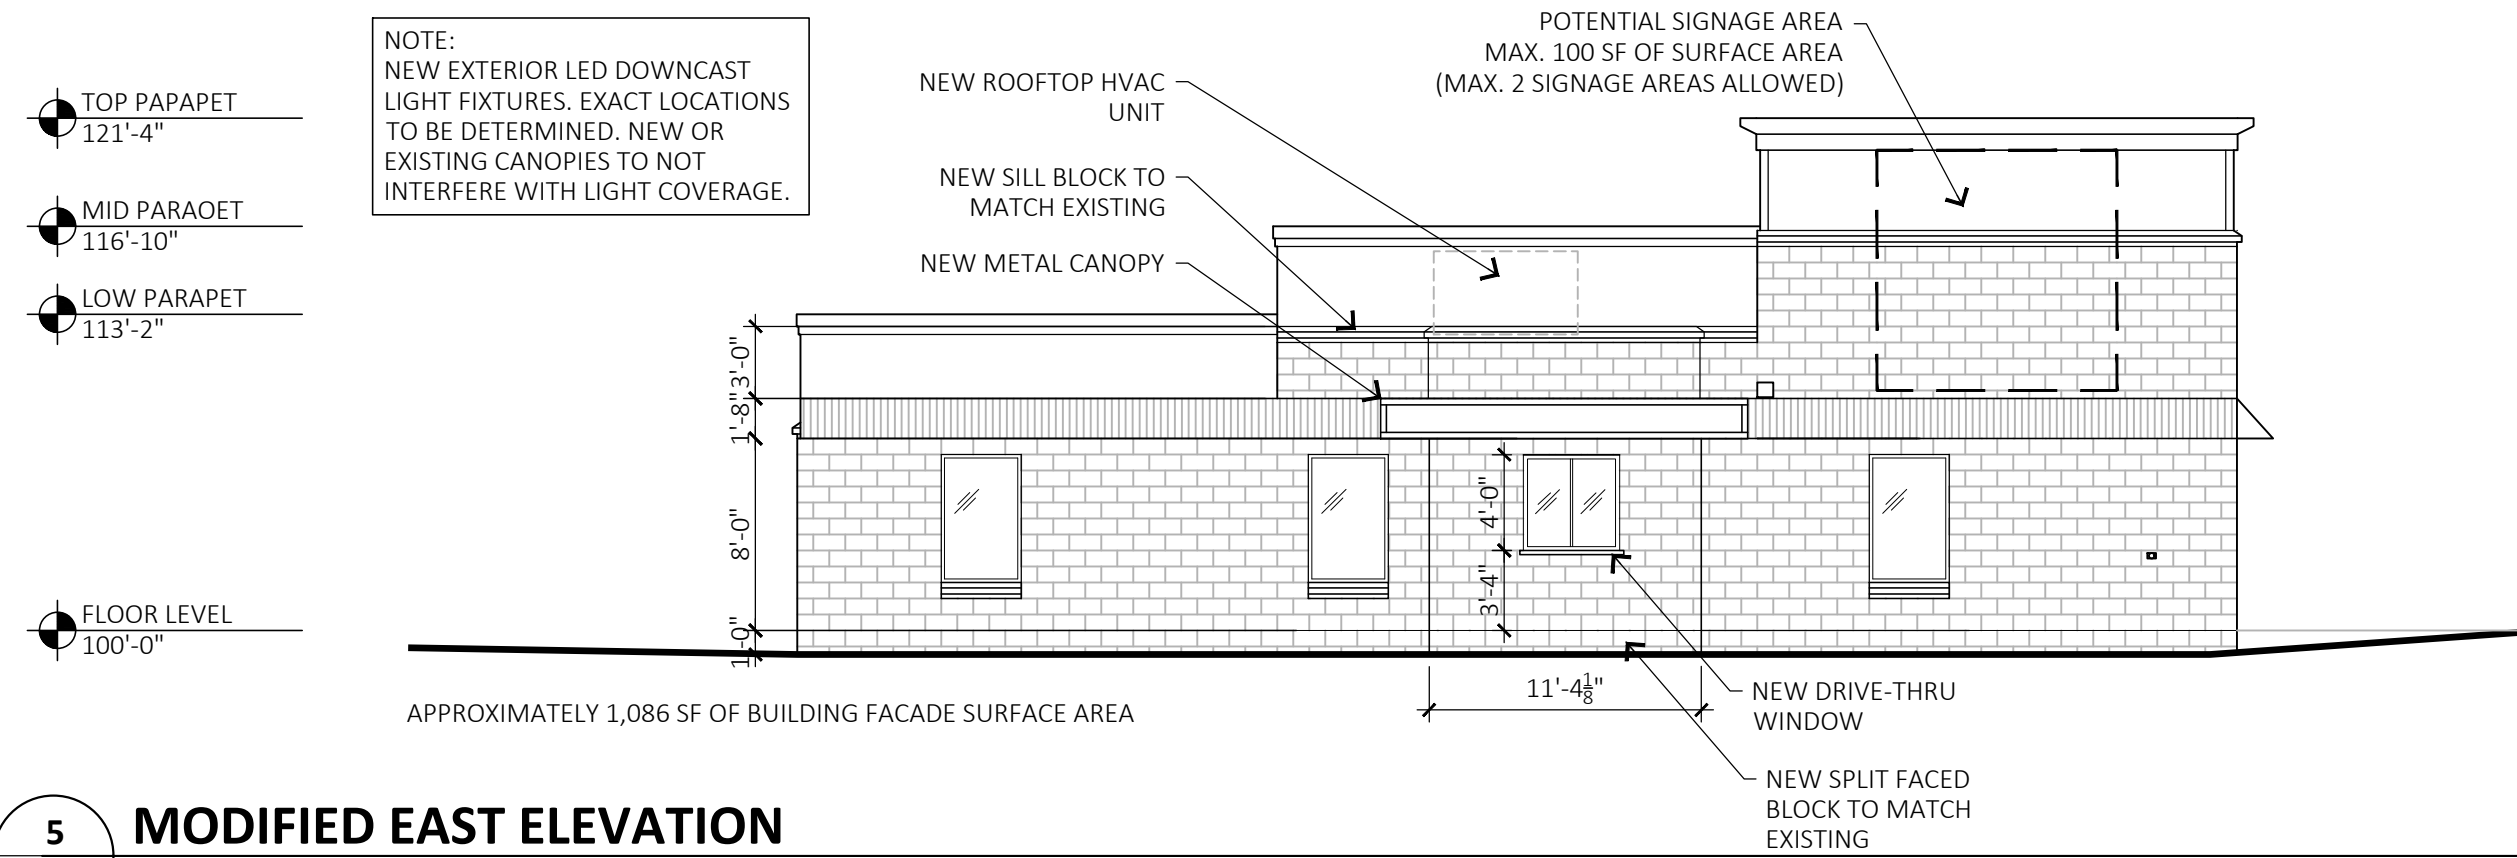 NOTE:
NEW EXTERIOR LED DOWNCAST
LIGHT FIXTURES. EXACT LOCATIONS
TO BE DETERMINED. NEW OR
EXISTING CANOPIES TO NOT
INTERFERE WITH LIGHT COVERAGE.
TOP PAPAPET
121'-4"
MID PARAOET
116'-10"
LOW PARAPET
113'-2"
FLOOR LEVEL
100'-0"
POTENTIAL SIGNAGE AREA
MAX. 100 SF OF SURFACE AREA
(MAX. 2 SIGNAGE AREAS ALLOWED)
NEW ROOFTOP HVAC
UNIT
NEW SILL BLOCK TO
MATCH EXISTING
NEW METAL CANOPY
3'-0"
1'-8"
8'-0"
1'-0"
4'-0"
3'-4"
11'-4⅛"
NEW DRIVE-THRU
WINDOW
NEW SPLIT FACED
BLOCK TO MATCH
EXISTING
APPROXIMATELY 1,086 SF OF BUILDING FACADE SURFACE AREA
5
MODIFIED EAST ELEVATION